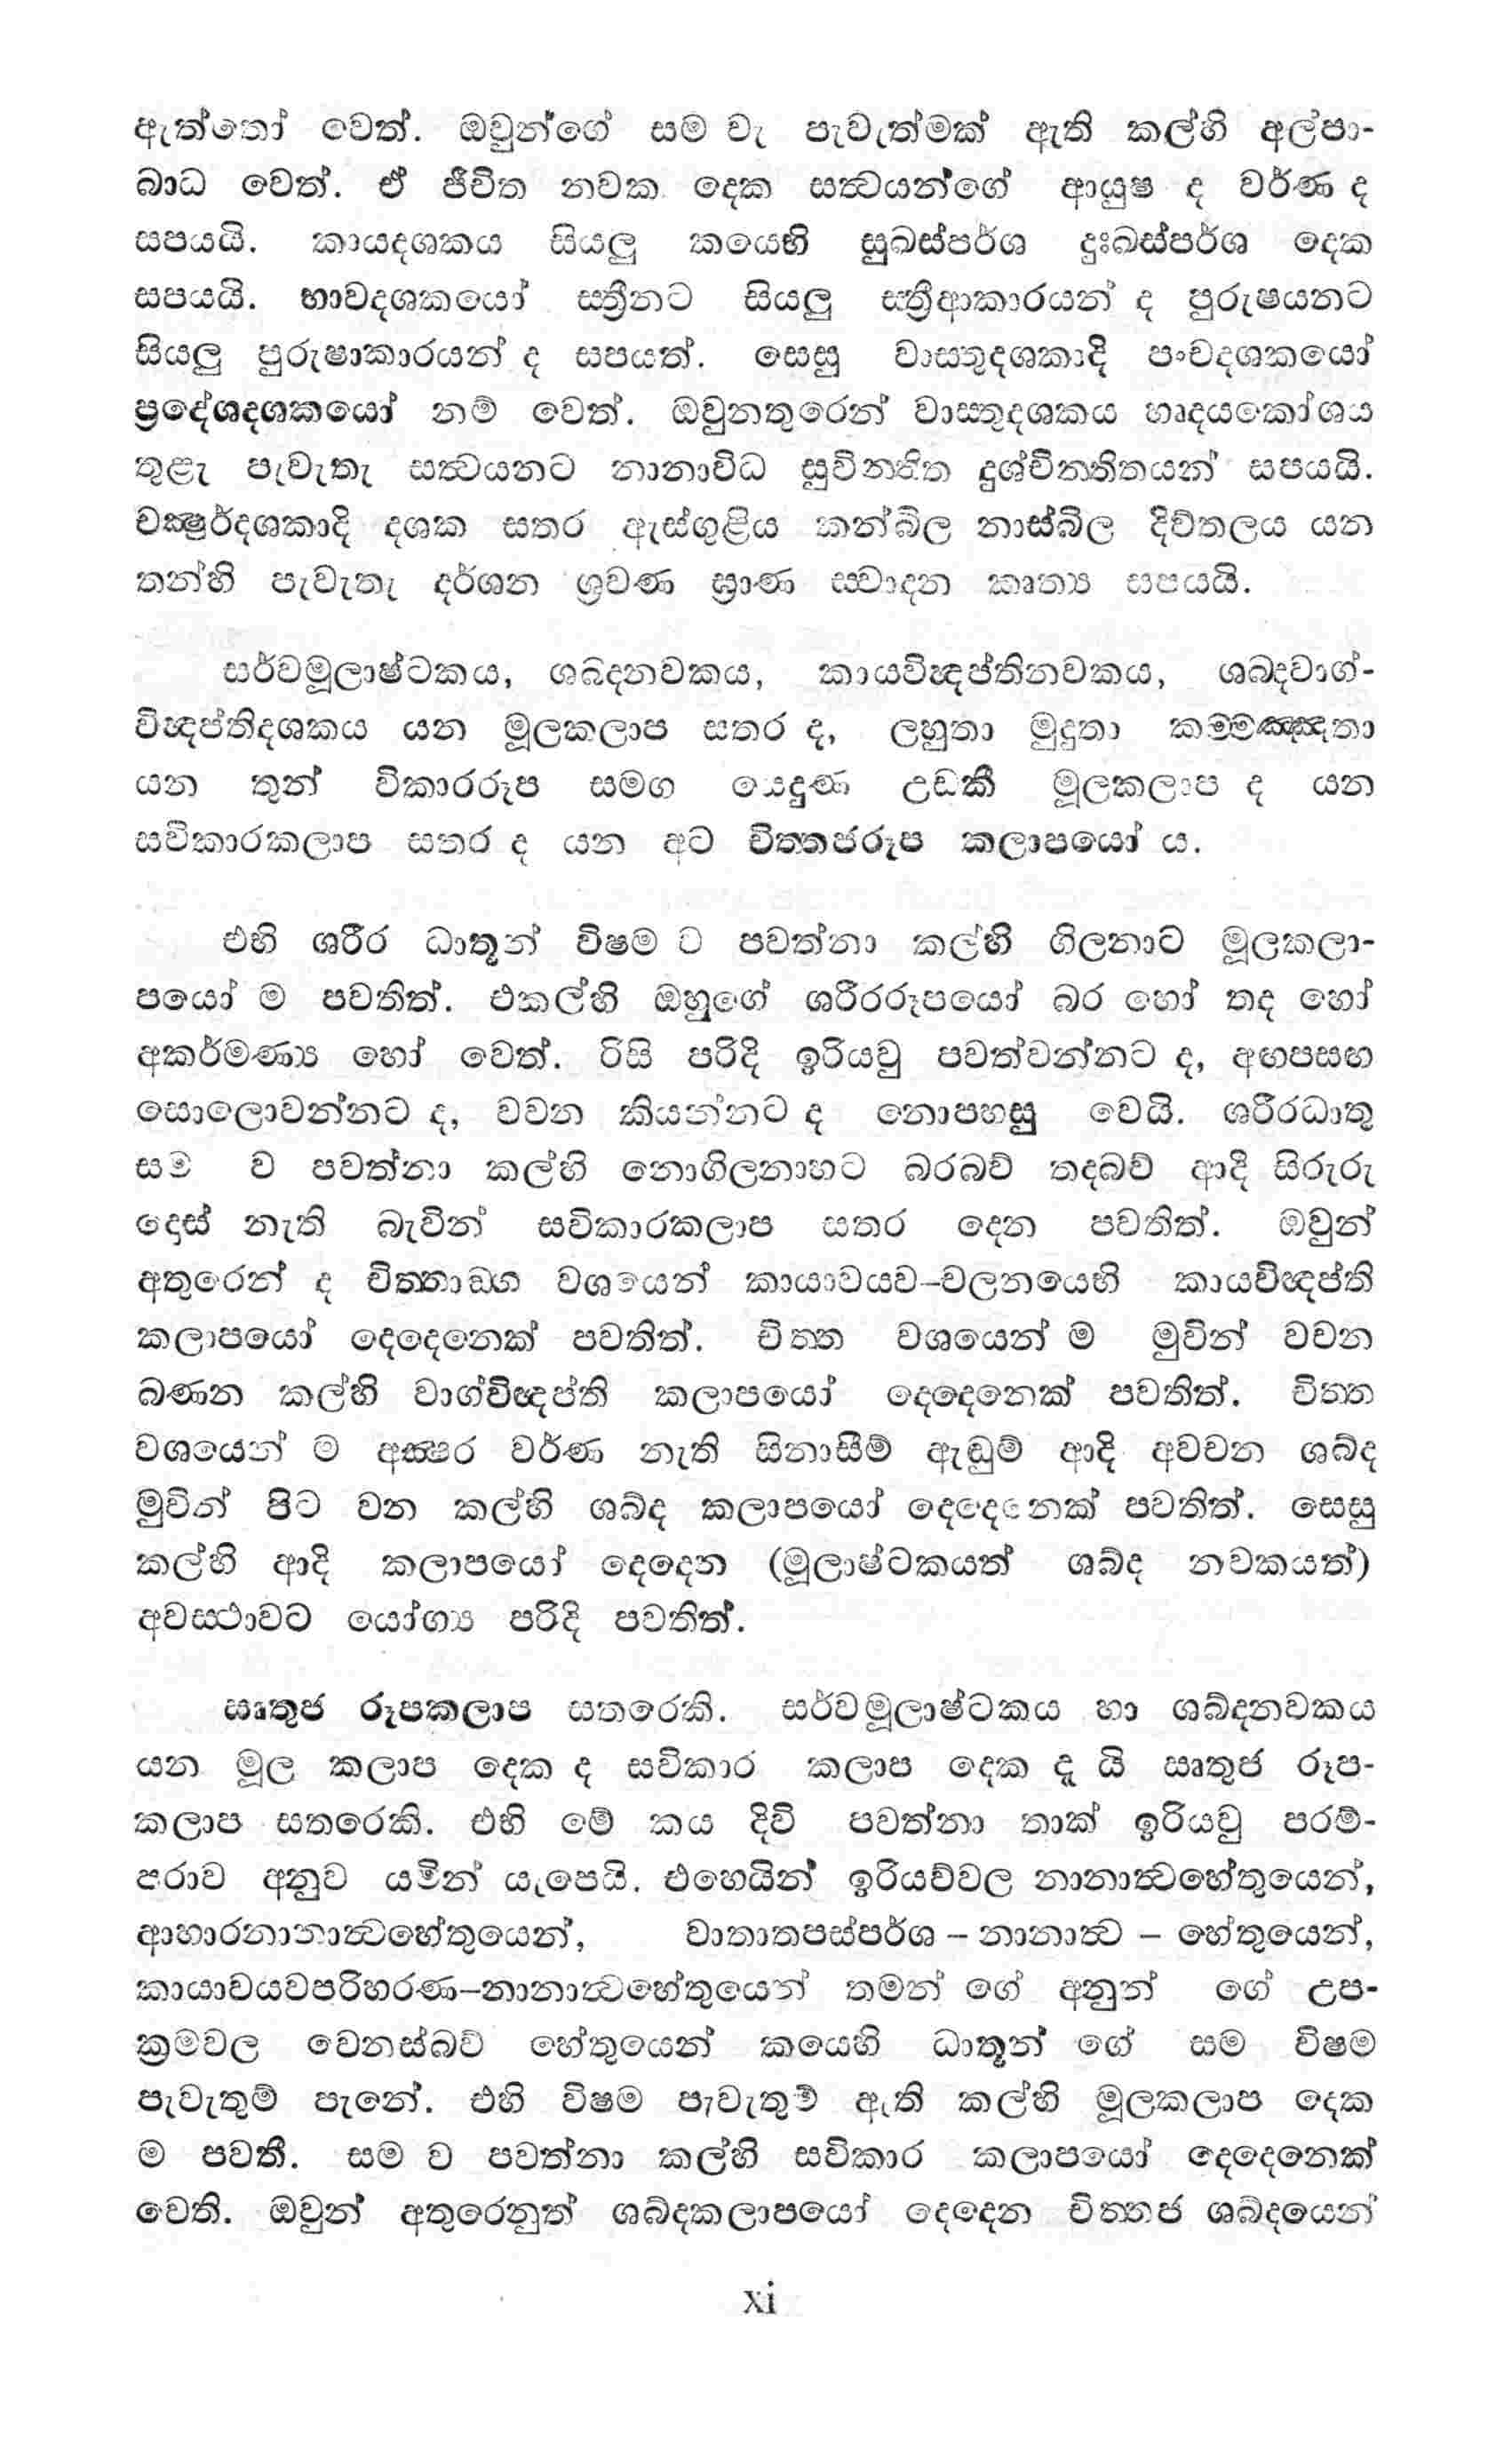 ඇත්තෝ වෙත්. ඔවුන්ගේ සම වැ පැවැත්මක් ඇති කල්හි අල්පා-
බාධ වෙත්. ඒ ජීවිත නවක දෙක සත්‍වයන්ගේ ආයුෂ ද වර්ණ ද
සපයයි. කායදශකය සියලු කයෙහි සුඛස්පර්ශ දුඃඛස්පර්ශ දෙක
සපයයි. භාවදශකයෝ ස්ත්‍රීනට සියලු ස්ත්‍රීආකාරයන් ද පුරුෂයනට
සියලු පුරුෂාකාරයන් ද සපයත්. සෙසු වාස්තුදශකාදි පංචදශකයෝ
ප්‍රදේශදශකයෝ නම් වෙත්. ඔවුනතුරෙන් වාස්තුදශකය හෘදයකෝශය
තුළැ පැවැතැ සත්‍වයනට නානාවිධ සුචින්තිත දුශ්චින්තිතයන් සපයයි.
චක්‍ෂුර්දශකාදි දශක සතර ඇස්ගුළිය කන්බිල නාස්බිල දිව්තලය යන
තන්හි පැවැතැ දර්ශන ශ්‍රවණ ඝ්‍රාණ ස්වාදන කෘත්‍ය සපයයි.
සර්වමූලාෂ්ටකය, ශබ්දනවකය, කායවිඥප්තිනවකය, ශබ්දවාග්-
විඥප්තිදශකය යන මූලකලාප සතර ද, ලහුතා මුදුතා කම්මඤ්ඤතා
යන තුන් විකාරරූප සමග යෙදුණ උඩකී මූලකලාප ද යන
සවිකාරකලාප සතර ද යන අට චිත්තජරූප කලාපයෝ ය.
එහි ශරීර ධාතූන් විෂම ව පවත්නා කල්හි ගිලනාට මූලකලා-
පයෝ ම පවතිත්. එකල්හි ඔහුගේ ශරීරරූපයෝ බර හෝ තද හෝ
අකර්මණ්‍ය හෝ වෙත්. රිසි පරිදි ඉරියවු පවත්වන්නට ද, අඟපසඟ
සොලොවන්නට ද, වචන කියන්නට ද නොපහසු වෙයි. ශරීරධාතු
සම ව පවත්නා කල්හි නොගිලනාහට බරබව් තදබව් ආදි සිරුරු
දොස් නැති බැවින් සවිකාරකලාප සතර දෙන පවතිත්. ඔවුන්
අතුරෙන් ද චිත්තාඞ්ග වශයෙන් කායාවයව–චලනයෙහි කායවිඥප්ති
කලාපයෝ දෙදෙනෙක් පවතිත්. චිත්ත වශයෙන් ම මුවින් වචන
බණන කල්හි වාග්විඥප්ති කලාපයෝ දෙදෙනෙක් පවතිත්. චිත්ත
වශයෙන් ම අක්‍ෂර වර්ණ නැති සිනාසීම් ඇඬුම් ආදි අවචන ශබ්ද
මුවින් පිට වන කල්හි ශබ්ද කලාපයෝ දෙදෙනෙක් පවතිත්. සෙසු
කල්හි ආදි කලාපයෝ දෙදෙන (මූලාෂ්ටකයත් ශබ්ද නවකයත්)
අවස්ථාවට යෝග්‍ය පරිදි පවතිත්.
ඍතුජ රූපකලාප සතරෙකි. සර්වමූලාෂ්ටකය හා ශබ්දනවකය
යන මූල කලාප දෙක ද සවිකාර කලාප දෙක දැ යි ඍතුජ රූප-
කලාප සතරෙකි. එහි මේ කය දිවි පවත්නා තාක් ඉරියවු පරම්-
පරාව අනුව යමින් යැපෙයි. එහෙයින් ඉරියව්වල නානාත්‍වහේතුයෙන්,
ආහාරනානාත්‍වහේතුයෙන්, වාතාතපස්පර්ශ – නානාත්‍ව – හේතුයෙන්,
කායාවයවපරිහරණ–නානාත්‍වහේතුයෙන් තමන් ගේ අනුන් ගේ උප-
ක්‍රමවල වෙනස්බව් හේතුයෙන් කයෙහි ධාතූන් ගේ සම විෂම
පැවැතුම් පැනේ. එහි විෂම පැවැතුම් ඇති කල්හි මූලකලාප දෙක
ම පවතී. සම ව පවත්නා කල්හි සවිකාර කලාපයෝ දෙදෙනෙක්
වෙති. ඔවුන් අතුරෙනුත් ශබ්දකලාපයෝ දෙදෙන චිත්තජ ශබ්දයෙන්
xi